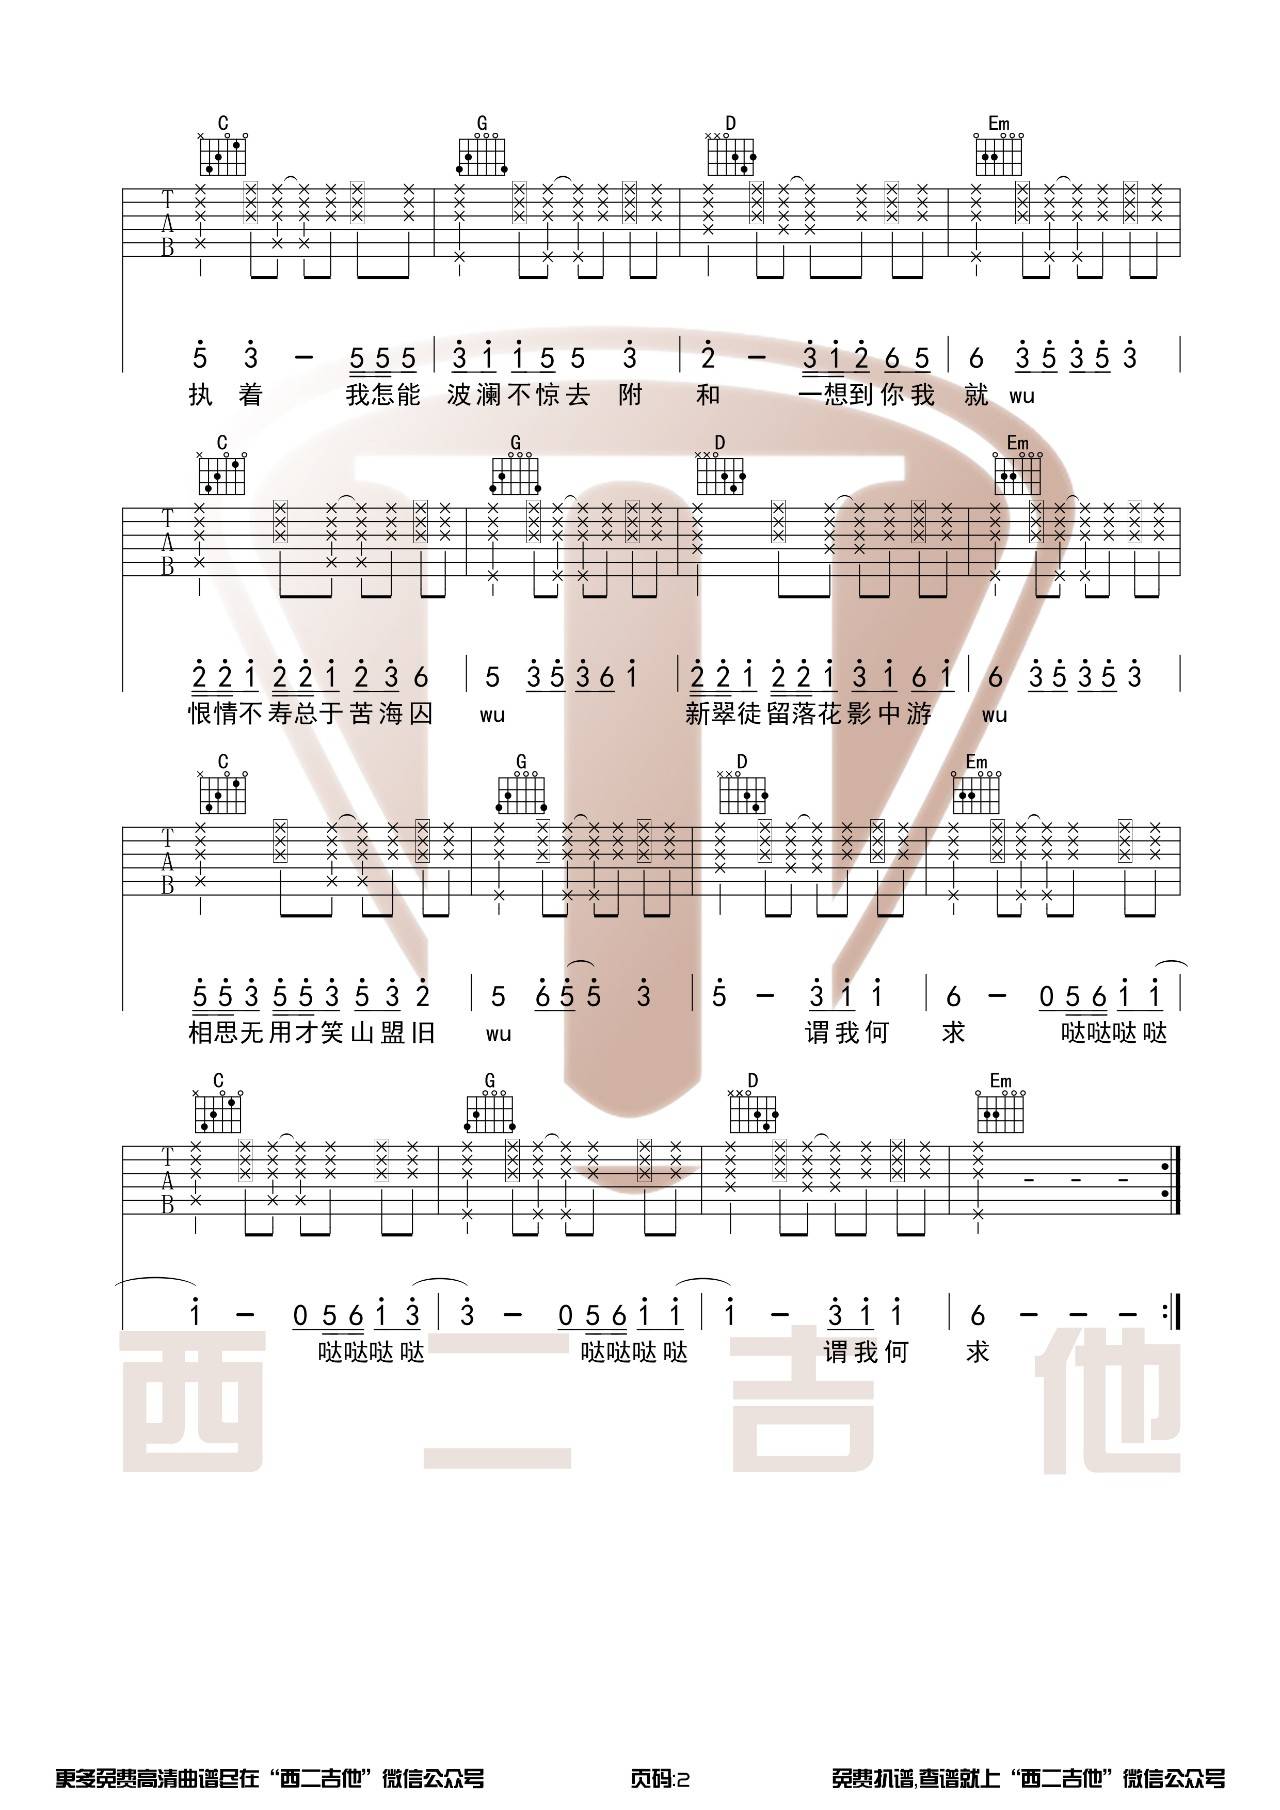 C G D Em
T
A
B
5 3 – 5 5 5 3 1 1 5 5 3 2 – 3 1 2 6 5 6 3 5 3 5 3
执着 我怎能 波澜不惊去附和 一想到你我就 wu
C G D Em
T
A
B
2 2 1 2 2 1 2 3 6 5 3 5 3 6 1 2 2 1 2 2 1 3 1 6 1 6 3 5 3 5 3
恨情不寿总于苦海囚 wu 新翠徒留落花影中游 wu
C G D Em
T
A
B
5 5 3 5 5 3 5 3 2 5 6 5 5 3 5 – 3 1 1 6 – 0 5 6 1 1
相思无用才笑山盟旧 wu 谓我何求 哒哒哒哒
C G D Em
T
A
B
1 – 0 5 6 1 3 3 – 0 5 6 1 1 1 – 3 1 1 6 – – –
哒哒哒哒 哒哒哒哒 谓我何求
西二吉他
更多免费高清曲谱尽在“西二吉他”微信公众号 页码:2 免费扒谱,查谱就上“西二吉他”微信公众号